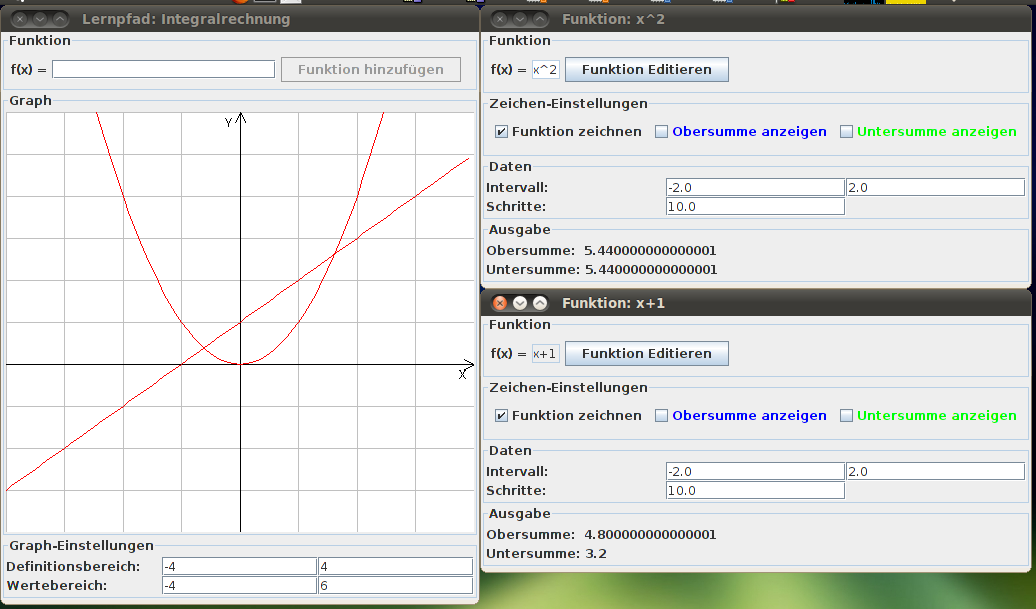 Lernpfad: Integralrechnung
Funktion
f(x) =
Funktion hinzufügen
Graph
Y
X
Graph-Einstellungen
Definitionsbereich: -4 4
Wertebereich: -4 6
Funktion: x^2
Funktion
f(x) = x^2 Funktion Editieren
Zeichen-Einstellungen
Funktion zeichnen Obersumme anzeigen Untersumme anzeigen
Daten
Intervall: -2.0 2.0
Schritte: 10.0
Ausgabe
Obersumme: 5.440000000000001
Untersumme: 5.440000000000001
Funktion: x+1
Funktion
f(x) = x+1 Funktion Editieren
Zeichen-Einstellungen
Funktion zeichnen Obersumme anzeigen Untersumme anzeigen
Daten
Intervall: -2.0 2.0
Schritte: 10.0
Ausgabe
Obersumme: 4.800000000000001
Untersumme: 3.2